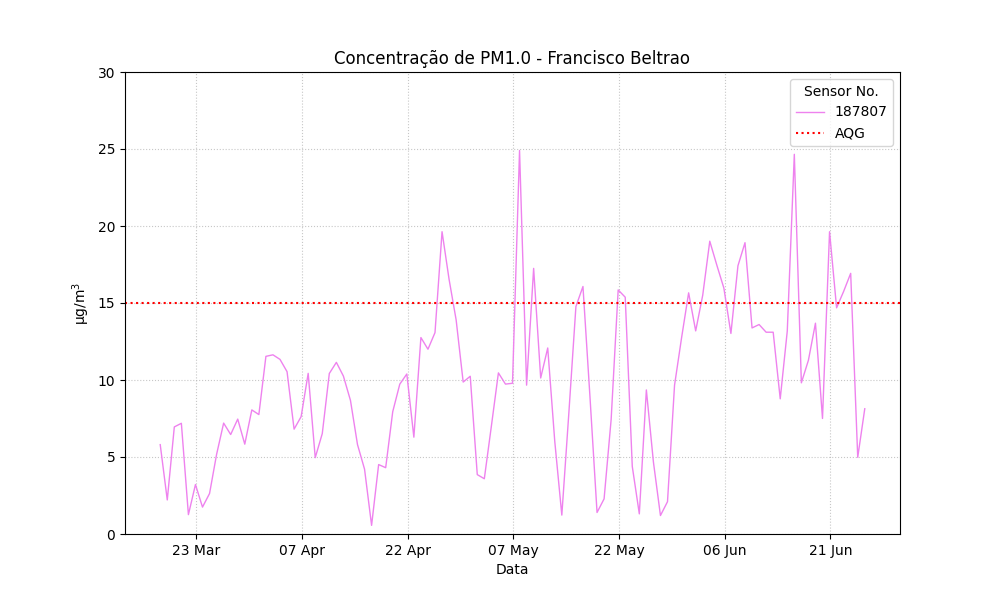 Concentração de PM1.0 - Francisco Beltrao
Sensor No.
187807
AQG
30
25
20
15
10
5
0
µg/m³
23 Mar
07 Apr
22 Apr
07 May
22 May
06 Jun
21 Jun
Data